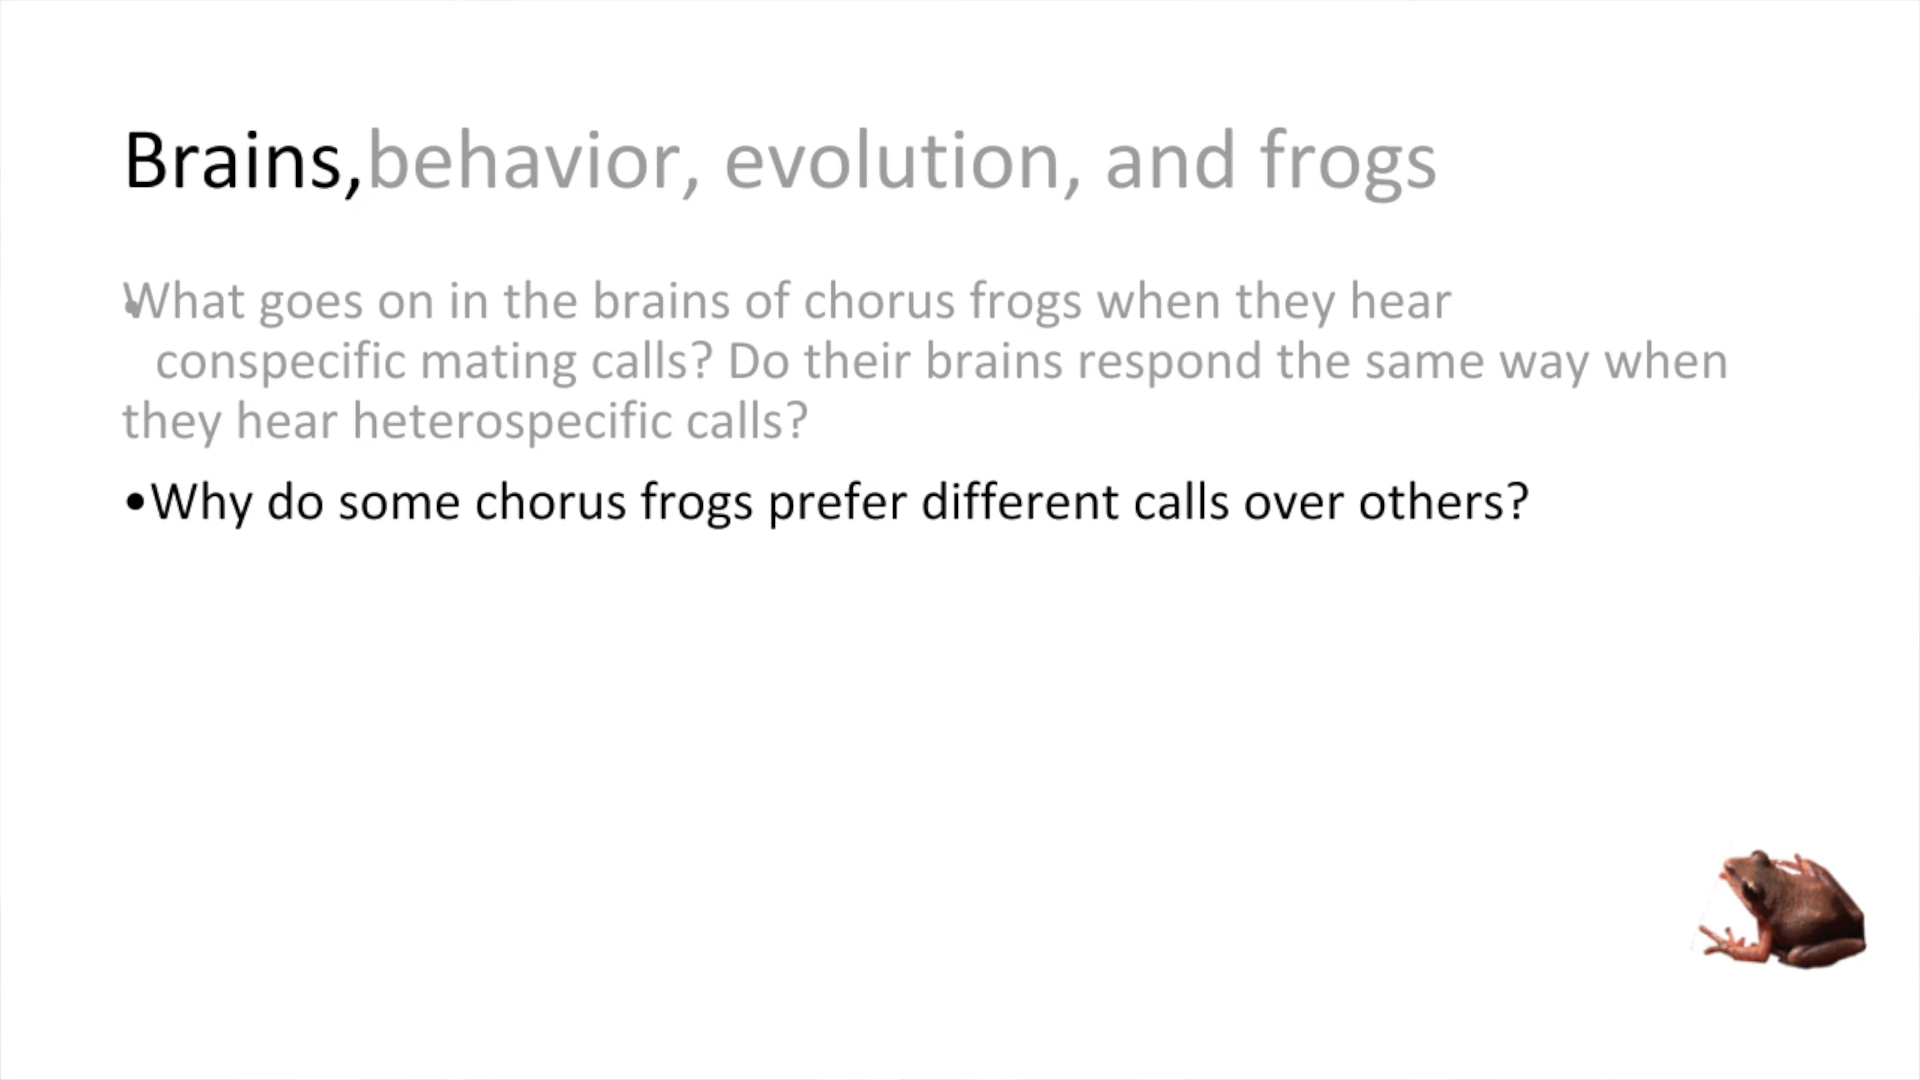 Brains,behavior, evolution, and frogs
•What goes on in the brains of chorus frogs when they hear
conspecific mating calls? Do their brains respond the same way when
they hear heterospecific calls?
•Why do some chorus frogs prefer different calls over others?